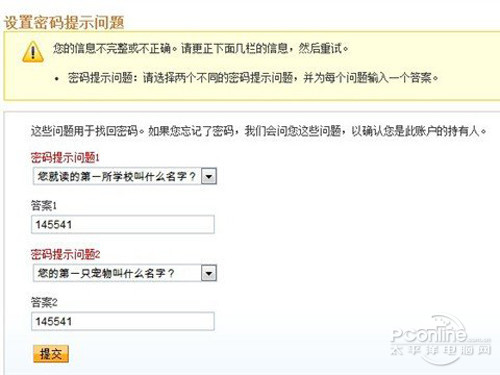 设置密码提示问题
您的信息不完整或不正确。请更正下面几栏的信息，然后重试。
• 密码提示问题：请选择两个不同的密码提示问题，并为每个问题输入一个答案。
这些问题用于找回密码。如果您忘记了密码，我们会问您这些问题，以确认您是此账户的持有人。
密码提示问题1
您就读的第一所学校叫什么名字？
答案1
145541
密码提示问题2
您的第一只宠物叫什么名字？
答案2
145541
提交
PConline.com.cn
太平洋电脑网